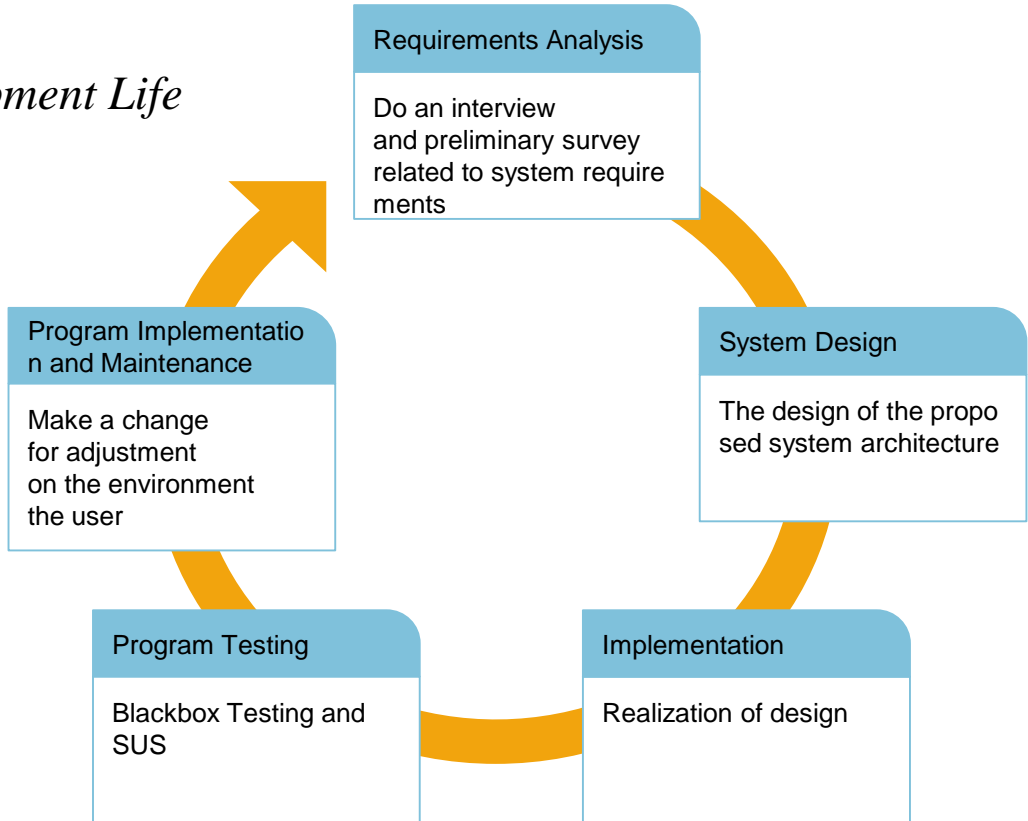 pment Life
Requirements Analysis
Do an interview
and preliminary survey
related to system require
ments
System Design
The design of the propo
sed system architecture
Implementation
Realization of design
Program Testing
Blackbox Testing and
SUS
Program Implementatio
n and Maintenance
Make a change
for adjustment
on the environment
the user